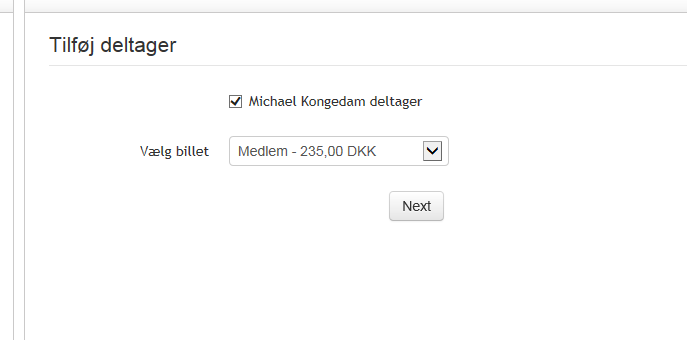 Tilføj deltager
Michael Kongedam deltager
Vælg billet Medlem - 235,00 DKK
Next